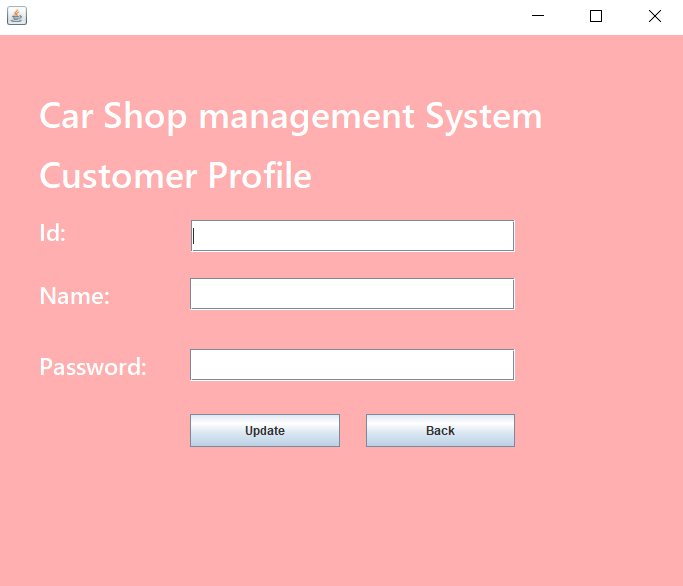 Car Shop management System
Customer Profile
Id:
Name:
Password:
Update Back